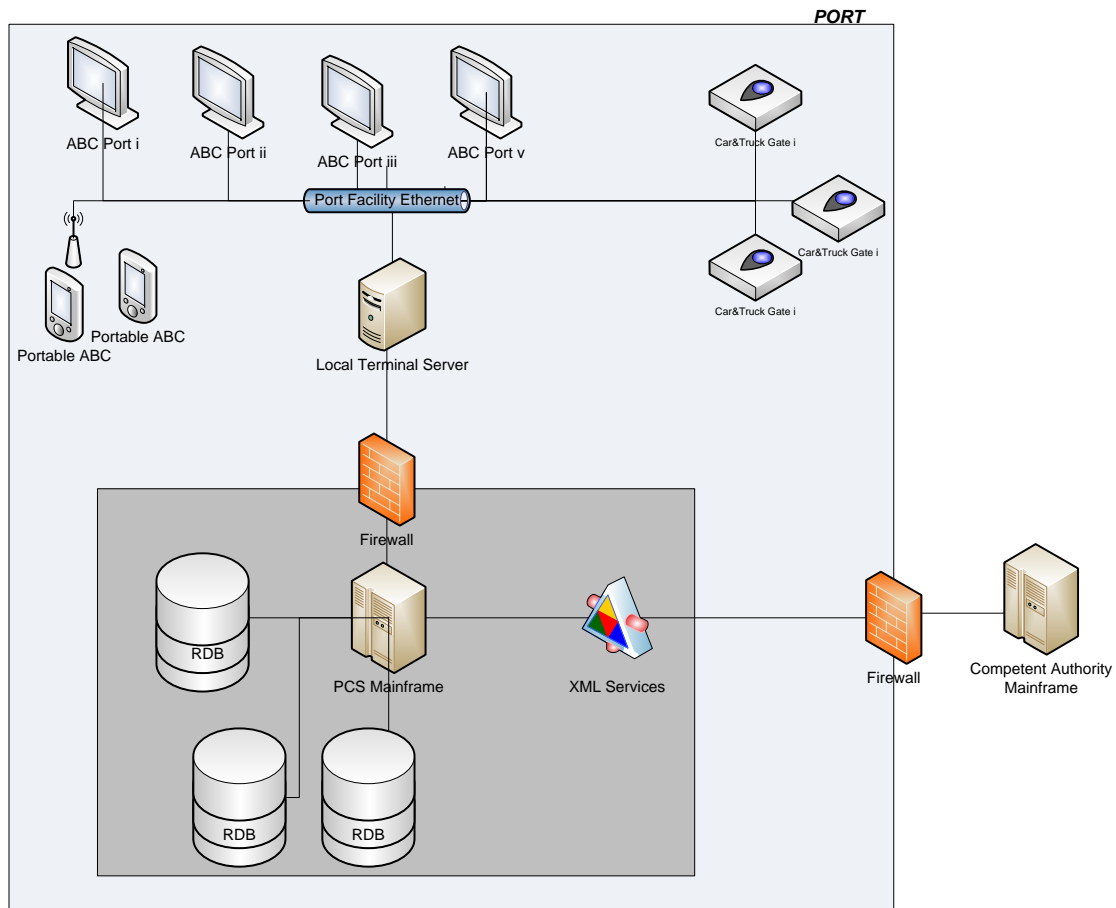 PORT
ABC Port i
ABC Port ii
ABC Port iii
ABC Port v
Car&Truck Gate i
Port Facility Ethernet
Car&Truck Gate i
Car&Truck Gate i
Portable ABC
Portable ABC
Local Terminal Server
Firewall
RDB
PCS Mainframe
XML Services
Firewall
Competent Authority
Mainframe
RDB
RDB